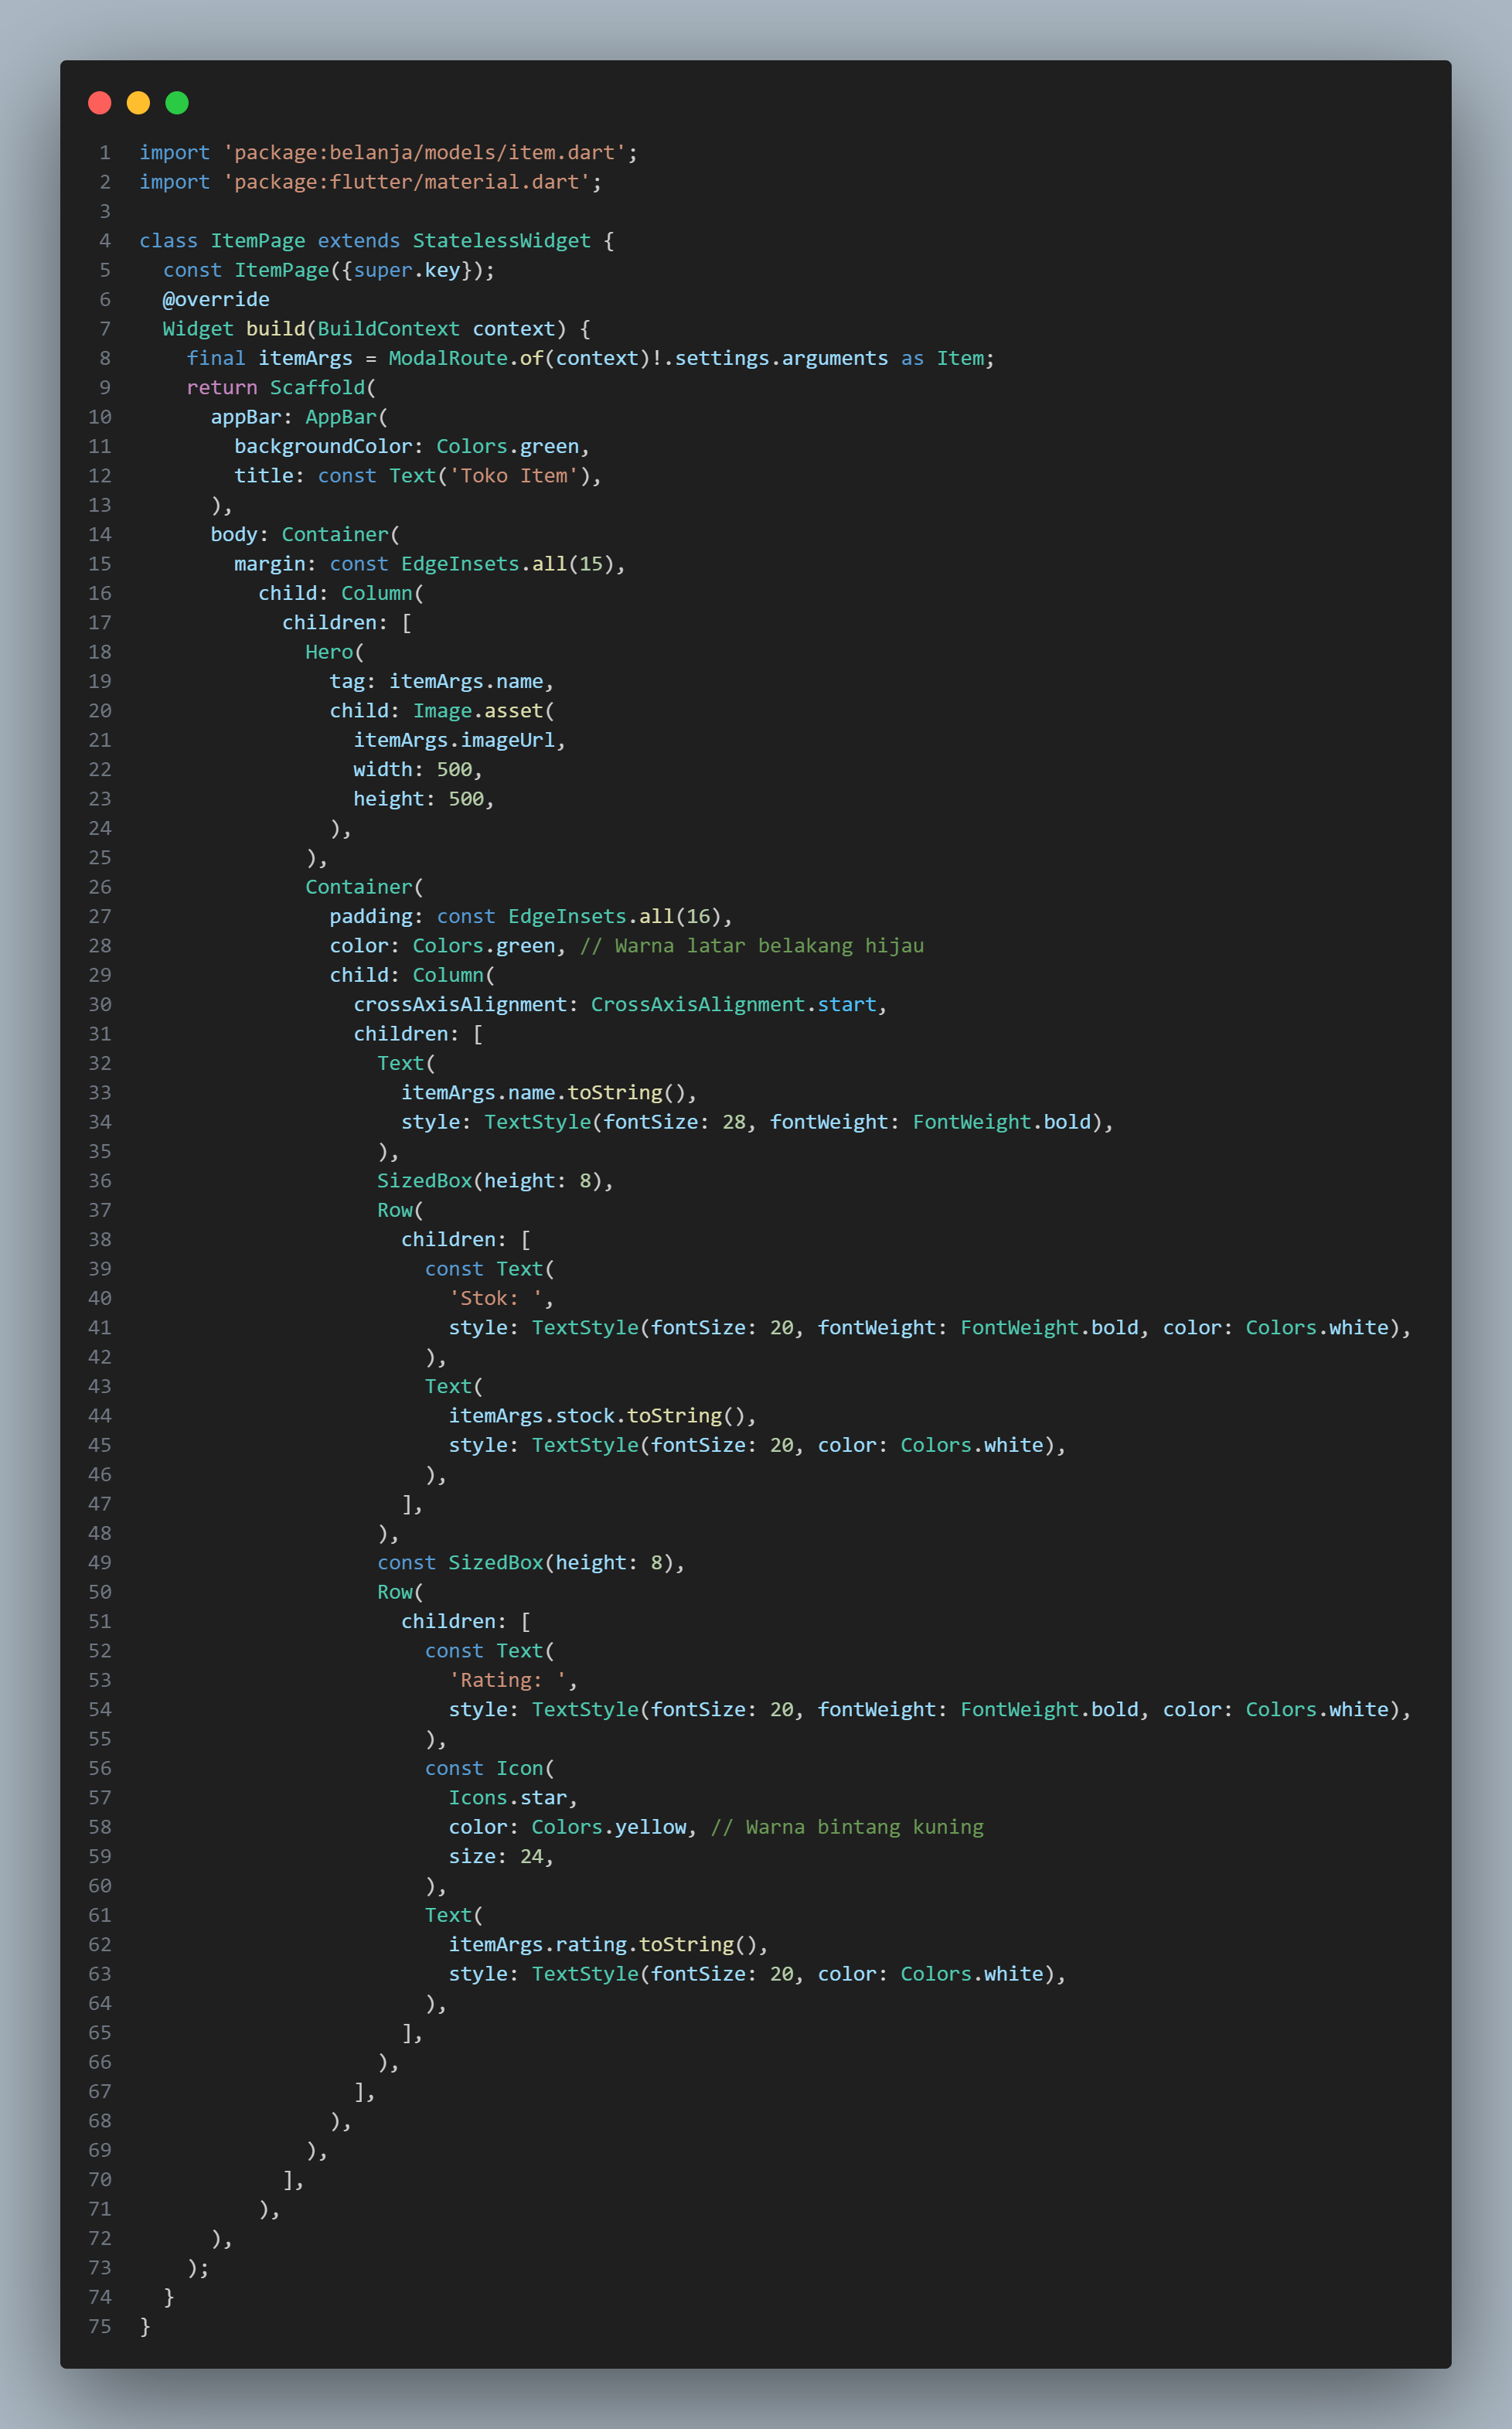 1 import 'package:belanja/models/item.dart';
2 import 'package:flutter/material.dart';
3
4 class ItemPage extends StatelessWidget {
5   const ItemPage({super.key});
6   @override
7   Widget build(BuildContext context) {
8     final itemArgs = ModalRoute.of(context)!.settings.arguments as Item;
9     return Scaffold(
10       appBar: AppBar(
11         backgroundColor: Colors.green,
12         title: const Text('Toko Item'),
13       ),
14       body: Container(
15         margin: const EdgeInsets.all(15),
16           child: Column(
17             children: [
18               Hero(
19                 tag: itemArgs.name,
20                 child: Image.asset(
21                   itemArgs.imageUrl,
22                   width: 500,
23                   height: 500,
24                 ),
25               ),
26               Container(
27                 padding: const EdgeInsets.all(16),
28                 color: Colors.green, // Warna latar belakang hijau
29                 child: Column(
30                   crossAxisAlignment: CrossAxisAlignment.start,
31                   children: [
32                     Text(
33                       itemArgs.name.toString(),
34                       style: TextStyle(fontSize: 28, fontWeight: FontWeight.bold),
35                     ),
36                     SizedBox(height: 8),
37                     Row(
38                       children: [
39                         const Text(
40                           'Stok: ',
41                           style: TextStyle(fontSize: 20, fontWeight: FontWeight.bold, color: Colors.white),
42                         ),
43                         Text(
44                           itemArgs.stock.toString(),
45                           style: TextStyle(fontSize: 20, color: Colors.white),
46                         ),
47                       ],
48                     ),
49                     const SizedBox(height: 8),
50                     Row(
51                       children: [
52                         const Text(
53                           'Rating: ',
54                           style: TextStyle(fontSize: 20, fontWeight: FontWeight.bold, color: Colors.white),
55                         ),
56                         const Icon(
57                           Icons.star,
58                           color: Colors.yellow, // Warna bintang kuning
59                           size: 24,
60                         ),
61                         Text(
62                           itemArgs.rating.toString(),
63                           style: TextStyle(fontSize: 20, color: Colors.white),
64                         ),
65                       ],
66                     ),
67                   ],
68                 ),
69               ),
70             ],
71           ),
72       ),
73     );
74   }
75 }